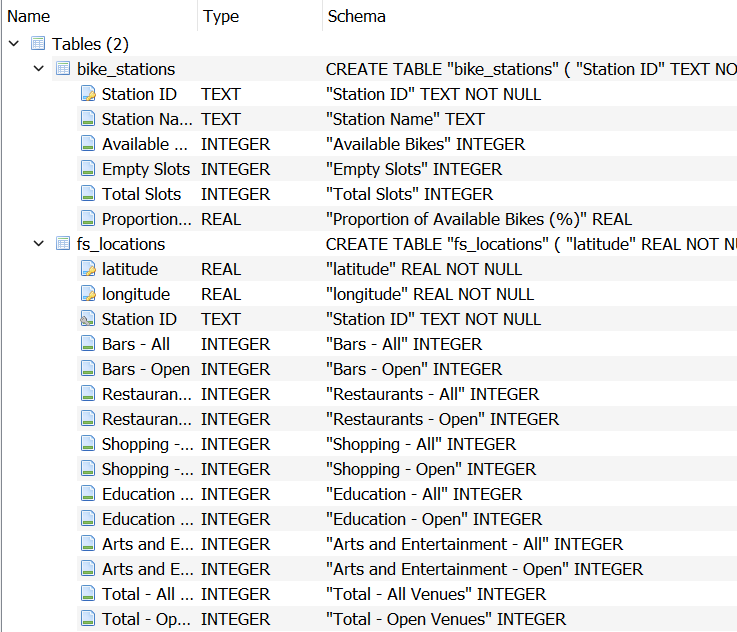 Name Type Schema
Tables (2)
bike_stations CREATE TABLE "bike_stations" ( "Station ID" TEXT NO
Station ID TEXT "Station ID" TEXT NOT NULL
Station Na... TEXT "Station Name" TEXT
Available ... INTEGER "Available Bikes" INTEGER
Empty Slots INTEGER "Empty Slots" INTEGER
Total Slots INTEGER "Total Slots" INTEGER
Proportion... REAL "Proportion of Available Bikes (%)" REAL
fs_locations CREATE TABLE "fs_locations" ( "latitude" REAL NOT NU
latitude REAL "latitude" REAL NOT NULL
longitude REAL "longitude" REAL NOT NULL
Station ID TEXT "Station ID" TEXT NOT NULL
Bars - All INTEGER "Bars - All" INTEGER
Bars - Open INTEGER "Bars - Open" INTEGER
Restauran... INTEGER "Restaurants - All" INTEGER
Restauran... INTEGER "Restaurants - Open" INTEGER
Shopping -... INTEGER "Shopping - All" INTEGER
Shopping -... INTEGER "Shopping - Open" INTEGER
Education ... INTEGER "Education - All" INTEGER
Education ... INTEGER "Education - Open" INTEGER
Arts and E... INTEGER "Arts and Entertainment - All" INTEGER
Arts and E... INTEGER "Arts and Entertainment - Open" INTEGER
Total - All ... INTEGER "Total - All Venues" INTEGER
Total - Op... INTEGER "Total - Open Venues" INTEGER